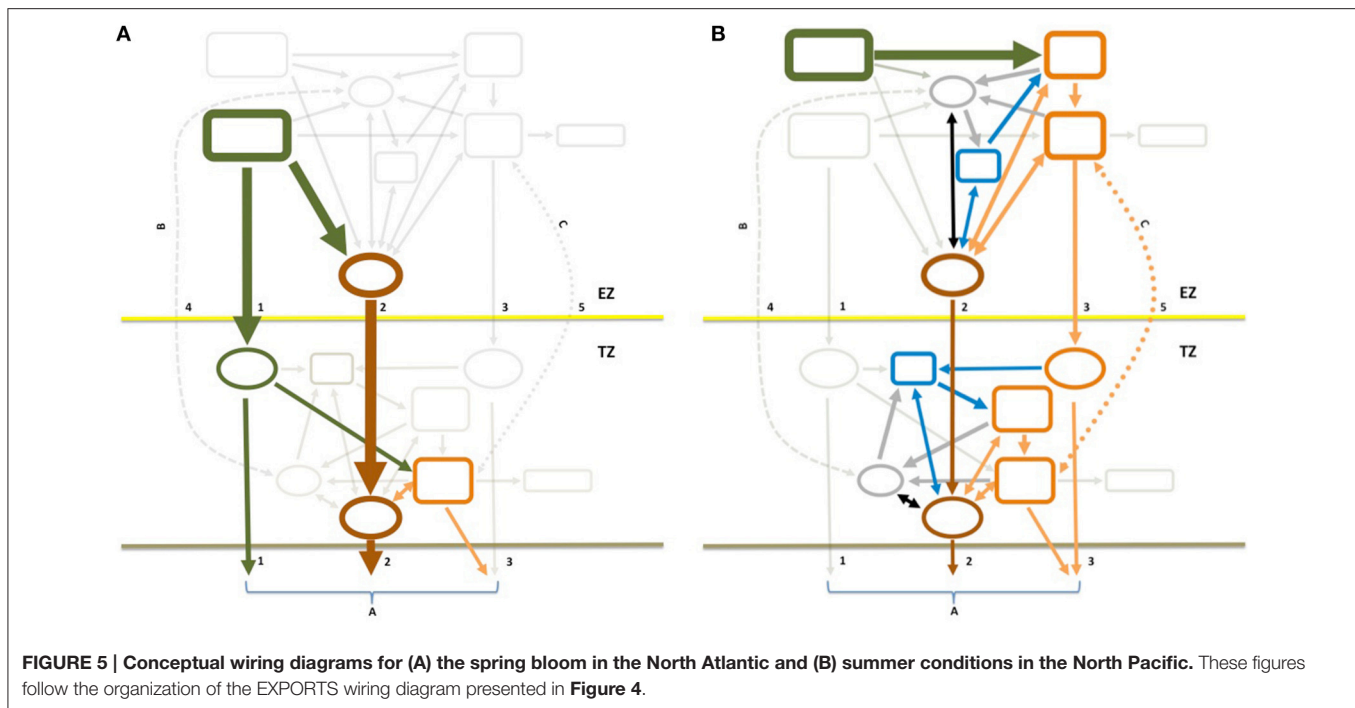 A
B
B
C
EZ
4
1
2
3
5
TZ
1
2
3
A
B
C
EZ
4
1
2
3
5
TZ
1
2
3
A
FIGURE 5 | Conceptual wiring diagrams for (A) the spring bloom in the North Atlantic and (B) summer conditions in the North Pacific. These figures
follow the organization of the EXPORTS wiring diagram presented in Figure 4.